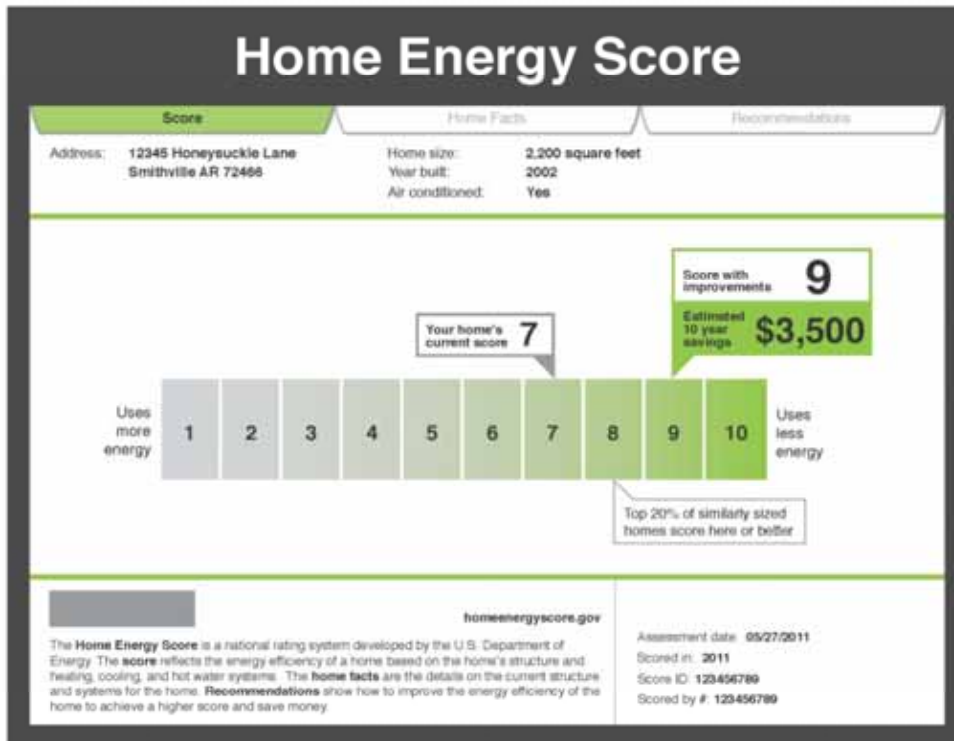 Home Energy Score
Score
Home Facts
Recommendations
Address: 12345 Honeysuckle Lane
Smithville AR 72466
Home size: 2,200 square feet
Year built: 2002
Air conditioned: Yes
Score with
improvements 9
Estimated
10 year
savings $3,500
Your home's
current score 7
Uses
more
energy
1 2 3 4 5 6 7 8 9 10
Uses
less
energy
Top 20% of similarly sized
homes score here or better
homeenergyscore.gov
The Home Energy Score is a national rating system developed by the U.S. Department of
Energy. The score reflects the energy efficiency of a home based on the home's structure and
heating, cooling, and hot water systems. The home facts are the details on the current structure
and systems for the home. Recommendations show how to improve the energy efficiency of the
home to achieve a higher score and save money.
Assessment date: 05/27/2011
Scored in: 2011
Score ID: 123456789
Scored by #: 123456789